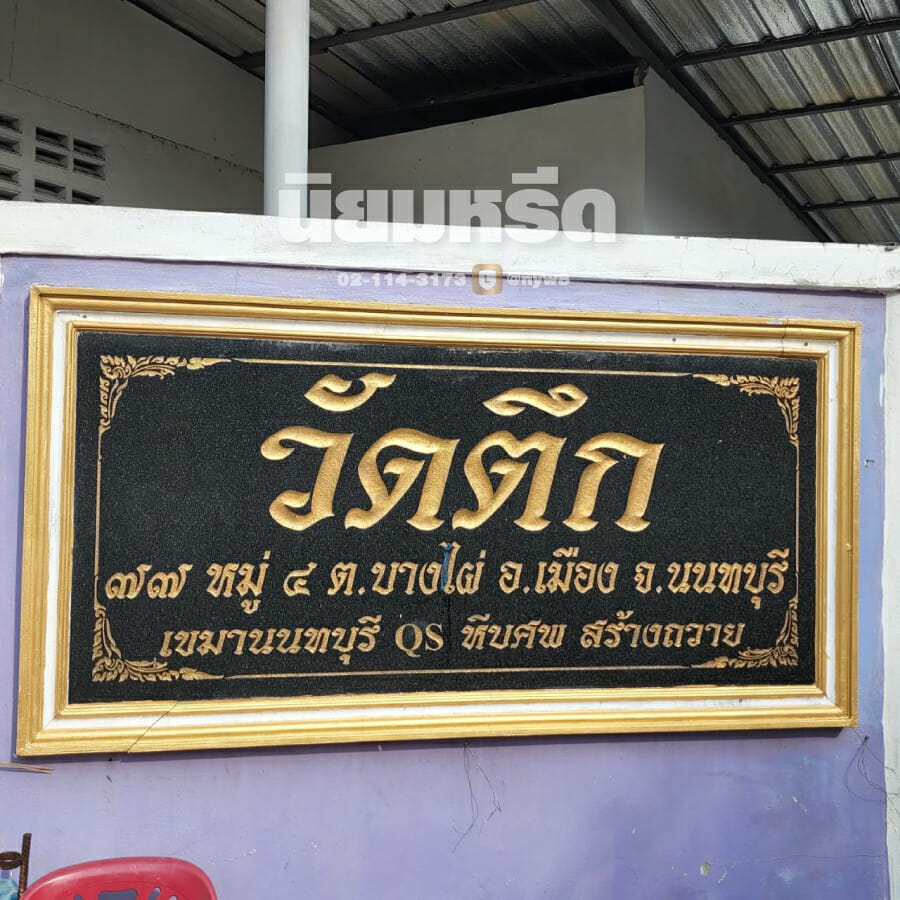 นิยมหรีด
02-114-3173 @nyw8
วัดตึก
๗๗ หมู่ ๔ ต.บางไผ่ อ.เมือง จ.นนทบุรี
เขมานนทบุรี QS หีบศพ สร้างถวาย